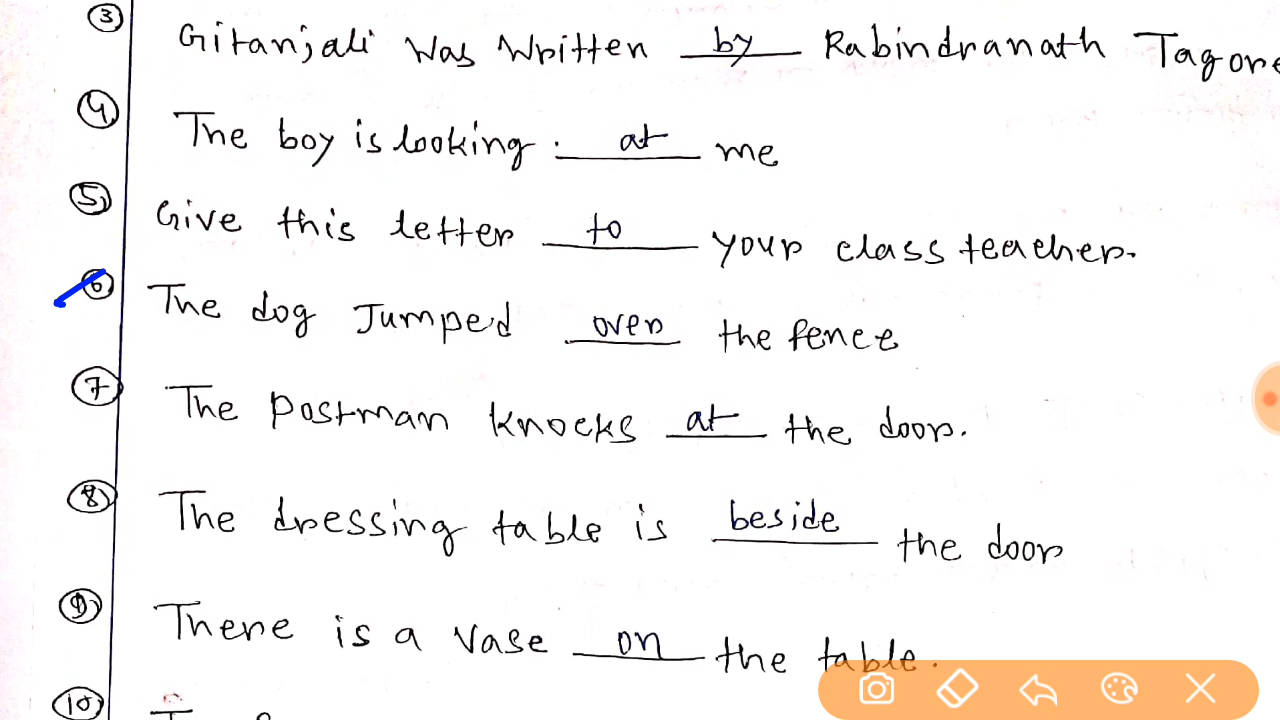 ③ Gitanjali was written by Rabindranath Tagore
④ The boy is looking at me
⑤ Give this letter to your class teacher.
⑥ The dog Jumped over the fence
⑦ The Postman knocks at the door.
⑧ The dressing table is beside the door
⑨ There is a vase on the table.
⑩